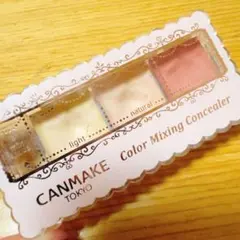 light
natural
CANMAKE
TOKYO
Color Mixing Concealer